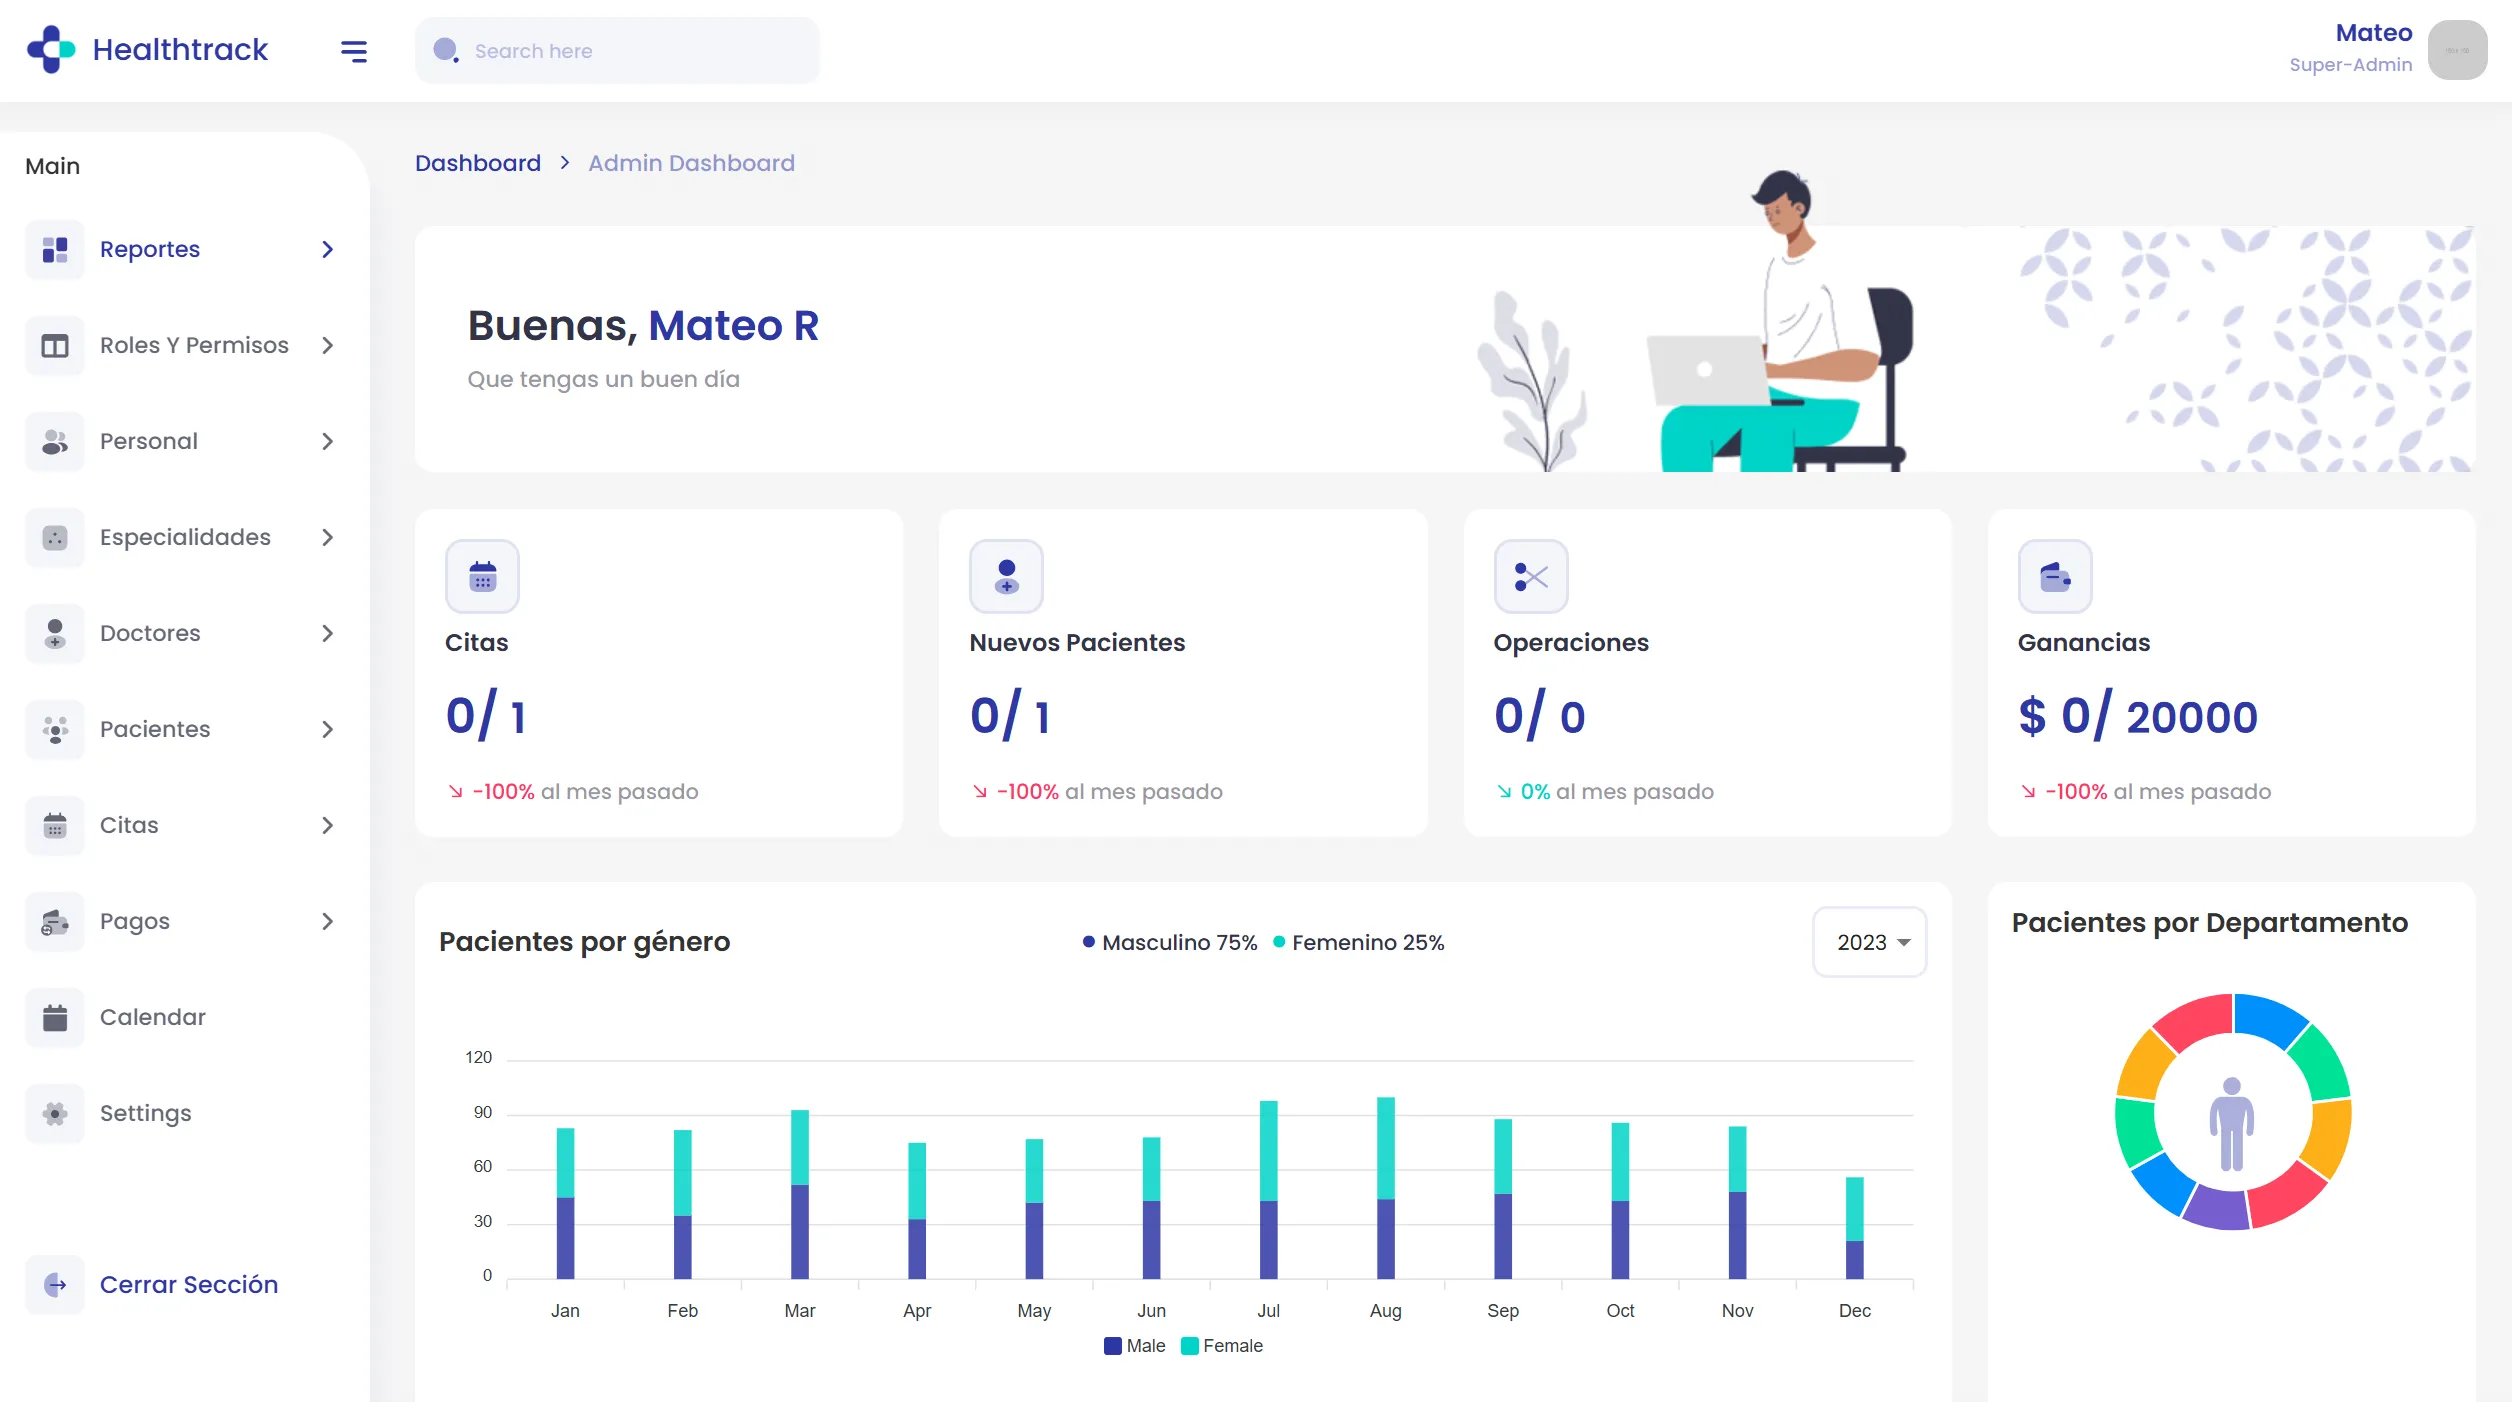 Healthtrack
Search here
Mateo
Super-Admin
Main
Reportes
Roles Y Permisos
Personal
Especialidades
Doctores
Pacientes
Citas
Pagos
Calendar
Settings
Cerrar Sección
Dashboard > Admin Dashboard
Buenas, Mateo R
Que tengas un buen día
Citas
0/ 1
-100% al mes pasado
Nuevos Pacientes
0/ 1
-100% al mes pasado
Operaciones
0/ 0
0% al mes pasado
Ganancias
$ 0/ 20000
-100% al mes pasado
Pacientes por género
Masculino 75% Femenino 25%
2023
120
90
60
30
0
Jan Feb Mar Apr May Jun Jul Aug Sep Oct Nov Dec
Male Female
Pacientes por Departamento